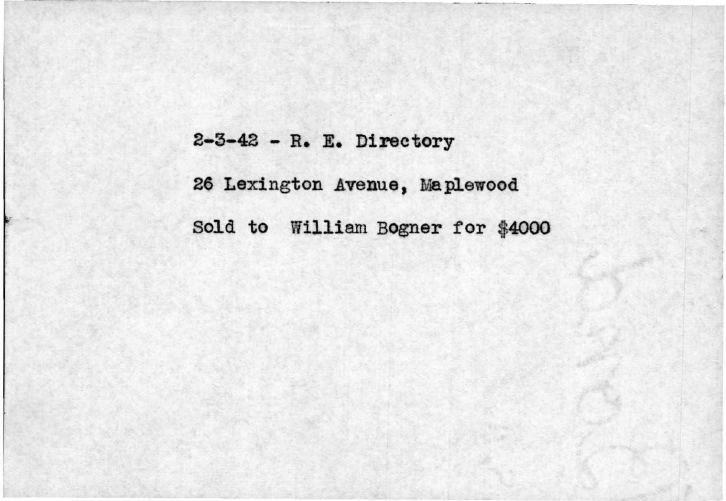 2-3-42 - R. E. Directory
26 Lexington Avenue, Maplewood
Sold to William Bogner for $4000